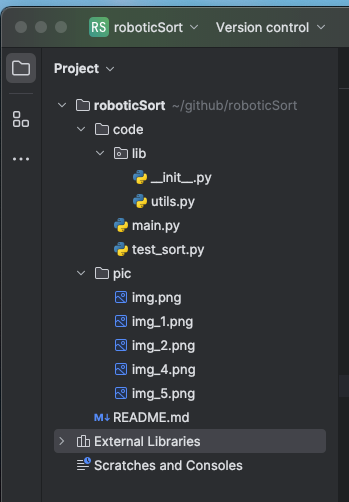 RS roboticSort Version control
Project
roboticSort ~/github/roboticSort
code
lib
__init__.py
utils.py
main.py
test_sort.py
pic
img.png
img_1.png
img_2.png
img_4.png
img_5.png
M↓ README.md
External Libraries
Scratches and Consoles